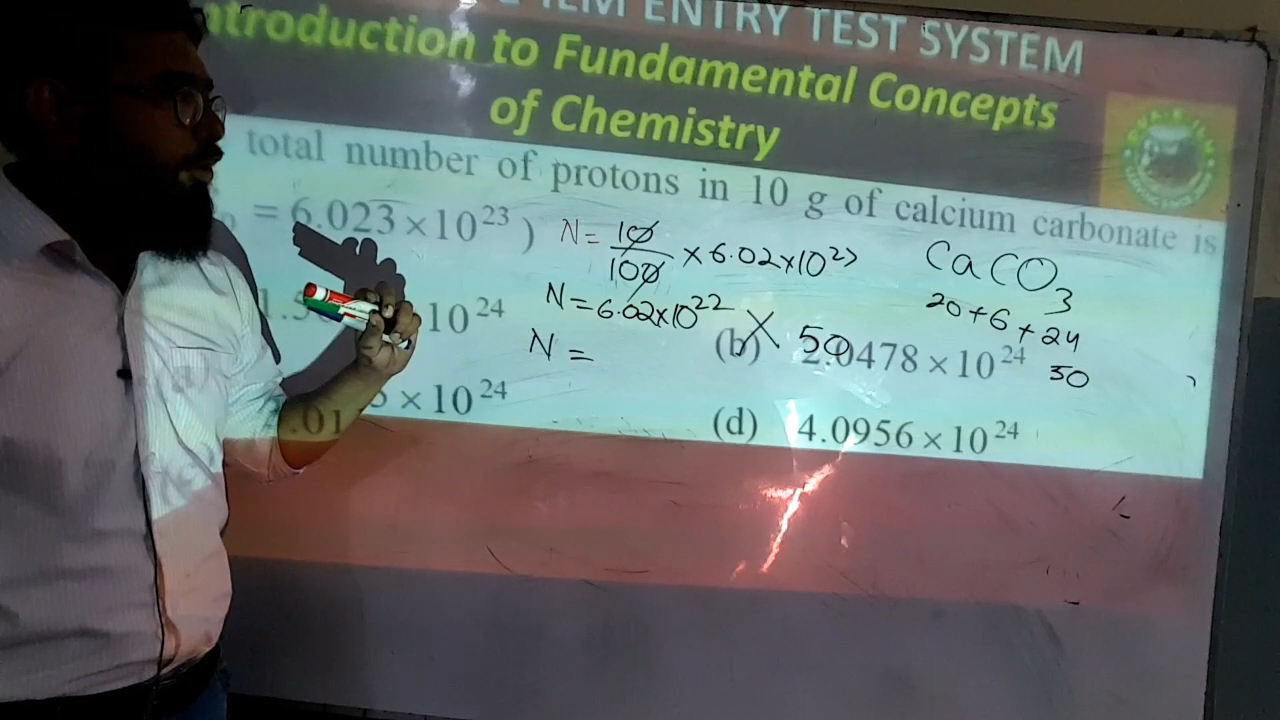 ENTRY TEST SYSTEM
ntroduction to Fundamental Concepts
of Chemistry
total number of protons in 10 g of calcium carbonate is
= 6.023 × 10²³ )
N = 10/100 × 6.02 × 10²³
CaCO₃
20 + 6 + 24
50
N = 6.02 × 10²² × 50
N =
10²⁴
(b) 2.0478 × 10²⁴
× 10²⁴
(d) 4.0956 × 10²⁴